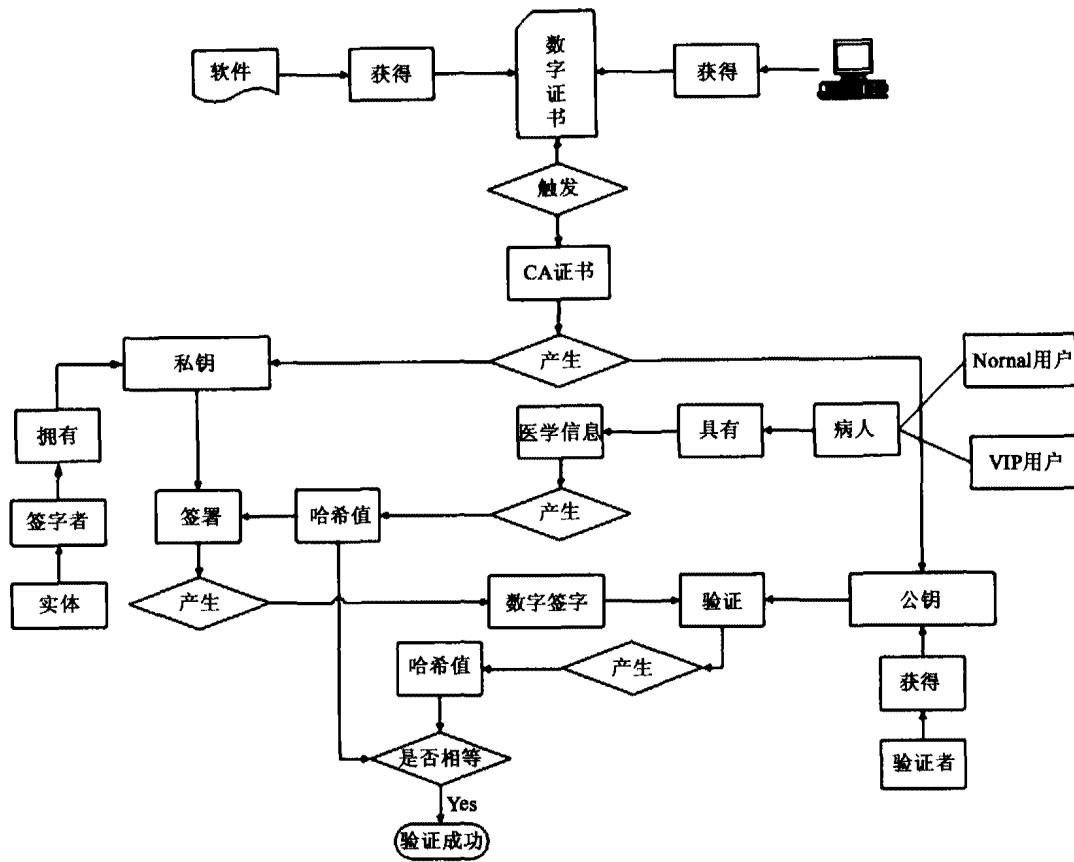 软件
获得
数字证书
获得
触发
CA证书
私钥
产生
Nornal用户
拥有
医学信息
具有
病人
VIP用户
签字者
签署
哈希值
产生
实体
产生
数字签字
验证
公钥
哈希值
产生
获得
是否相等
验证者
Yes
验证成功